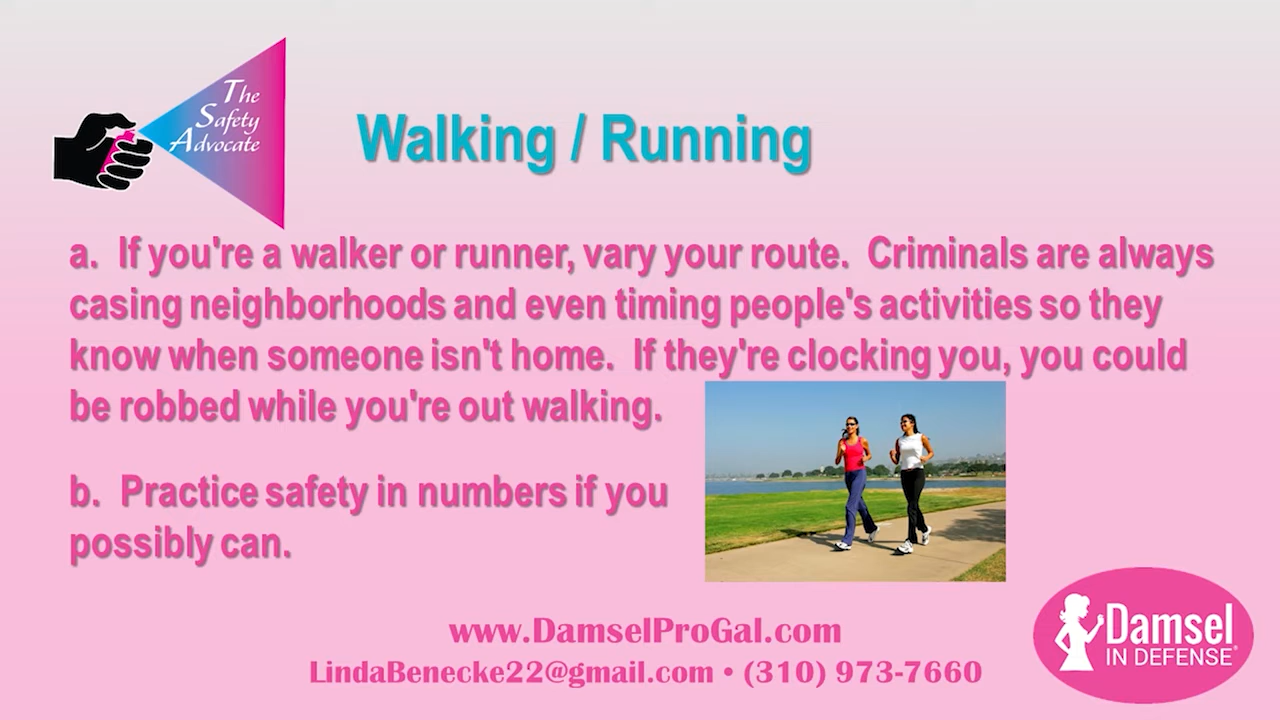 The
Safety
Advocate
Walking / Running
a.  If you're a walker or runner, vary your route.  Criminals are always
casing neighborhoods and even timing people's activities so they
know when someone isn't home.  If they're clocking you, you could
be robbed while you're out walking.
b.  Practice safety in numbers if you
possibly can.
www.DamselProGal.com
LindaBenecke22@gmail.com • (310) 973-7660
Damsel
IN DEFENSE®